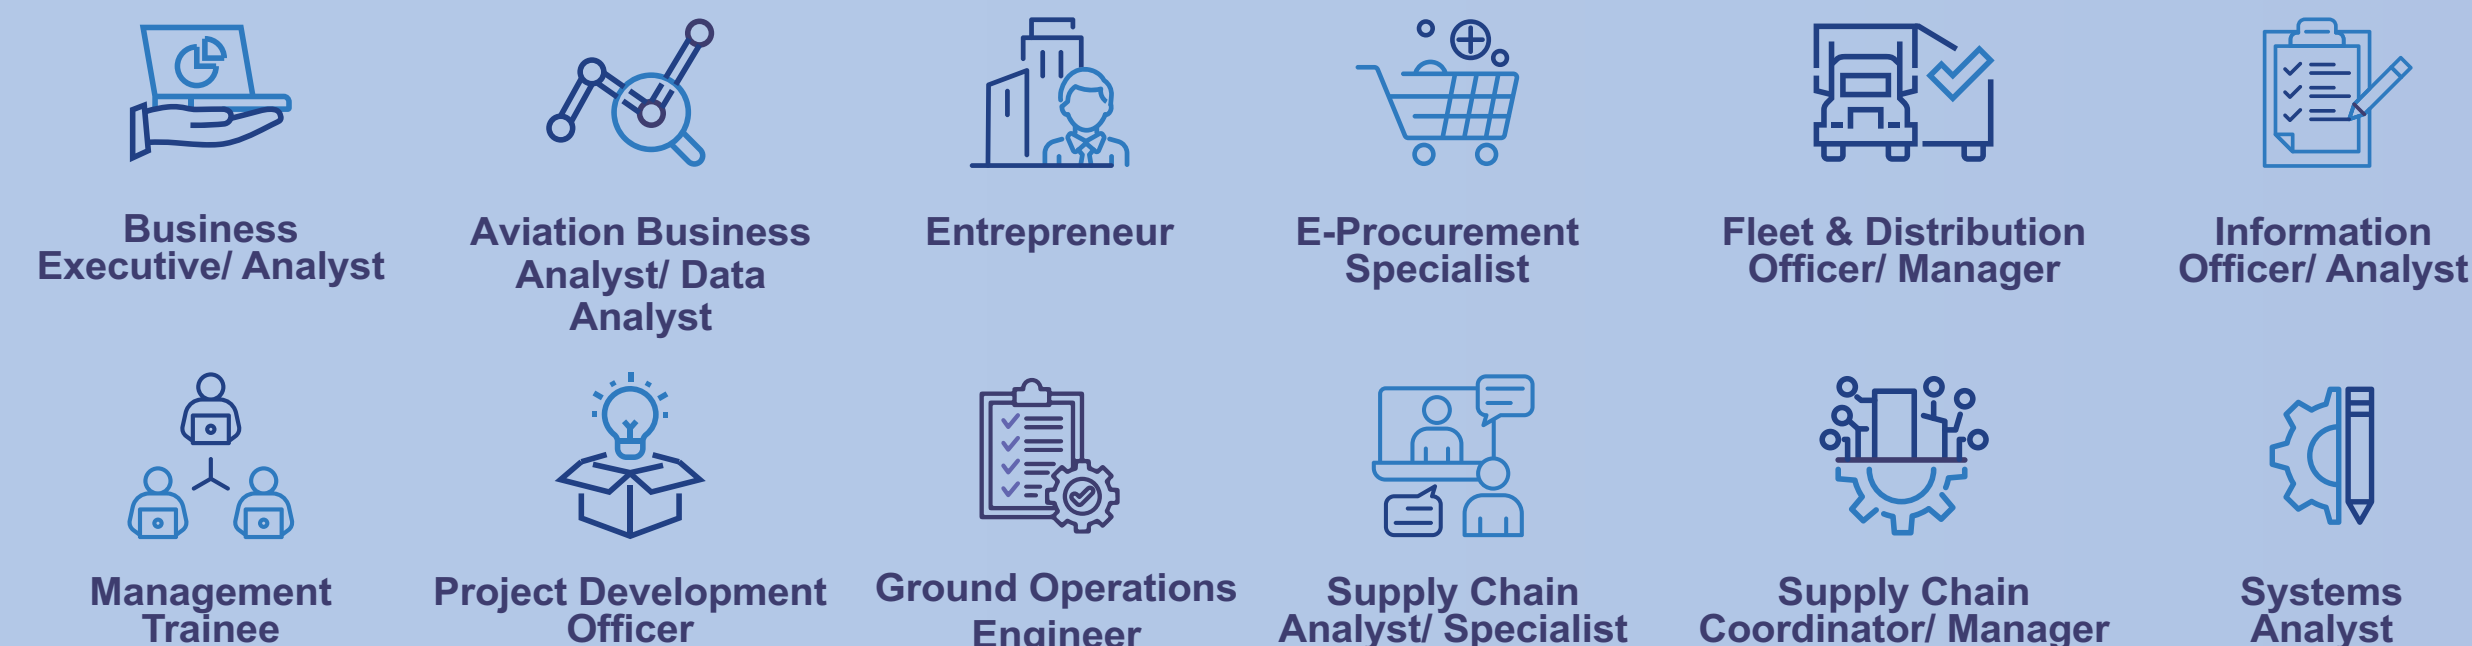 Business
Executive/ Analyst
Aviation Business
Analyst/ Data
Analyst
Entrepreneur
E-Procurement
Specialist
Fleet & Distribution
Officer/ Manager
Information
Officer/ Analyst
Management
Trainee
Project Development
Officer
Ground Operations
Engineer
Supply Chain
Analyst/ Specialist
Supply Chain
Coordinator/ Manager
Systems
Analyst